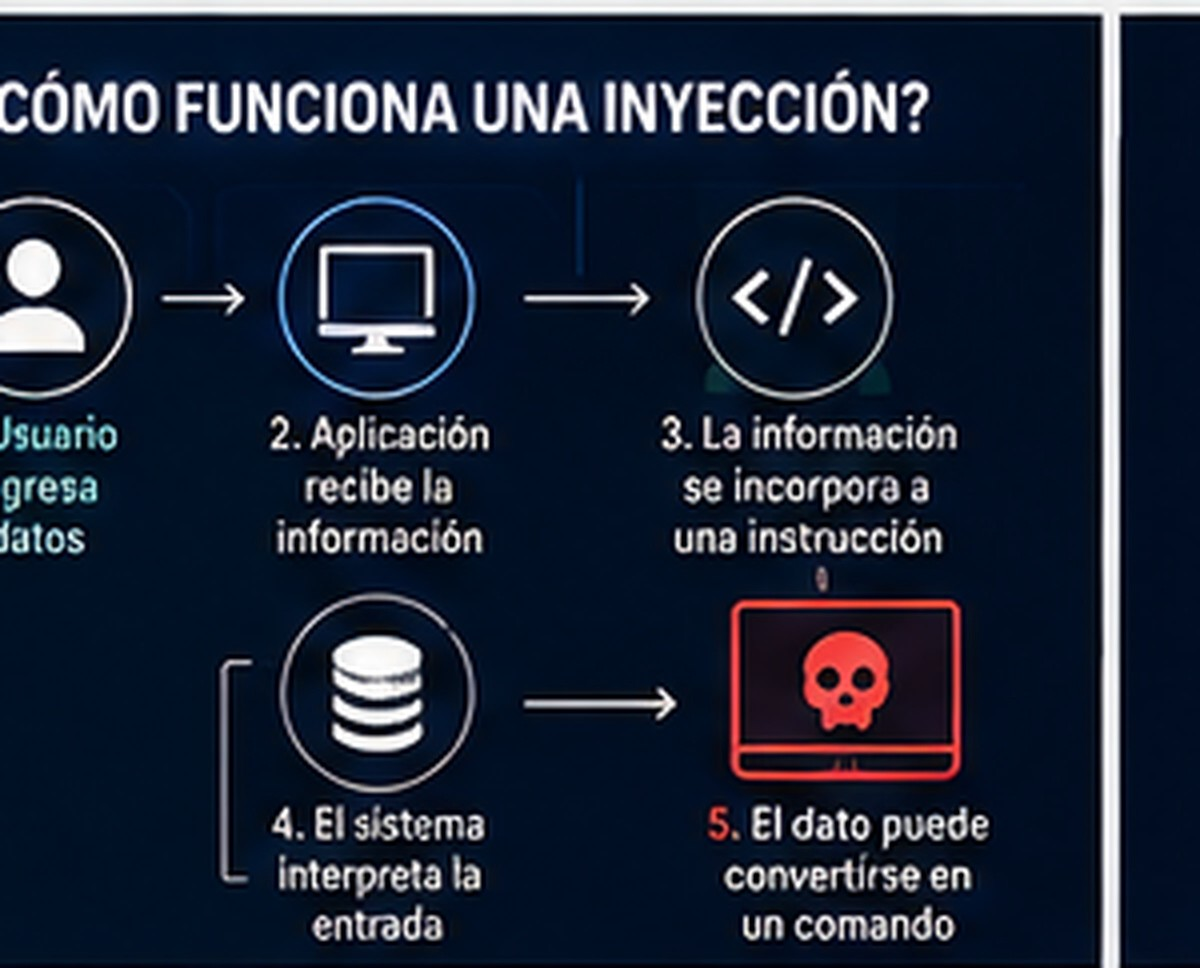 CÓMO FUNCIONA UNA INYECCIÓN?
Usuario
gresa
datos
2. Aplicación
recibe la
información
3. La información
se incorpora a
una instrucción
4. El sistema
interpreta la
entrada
5. El dato puede
convertirse en
un comando